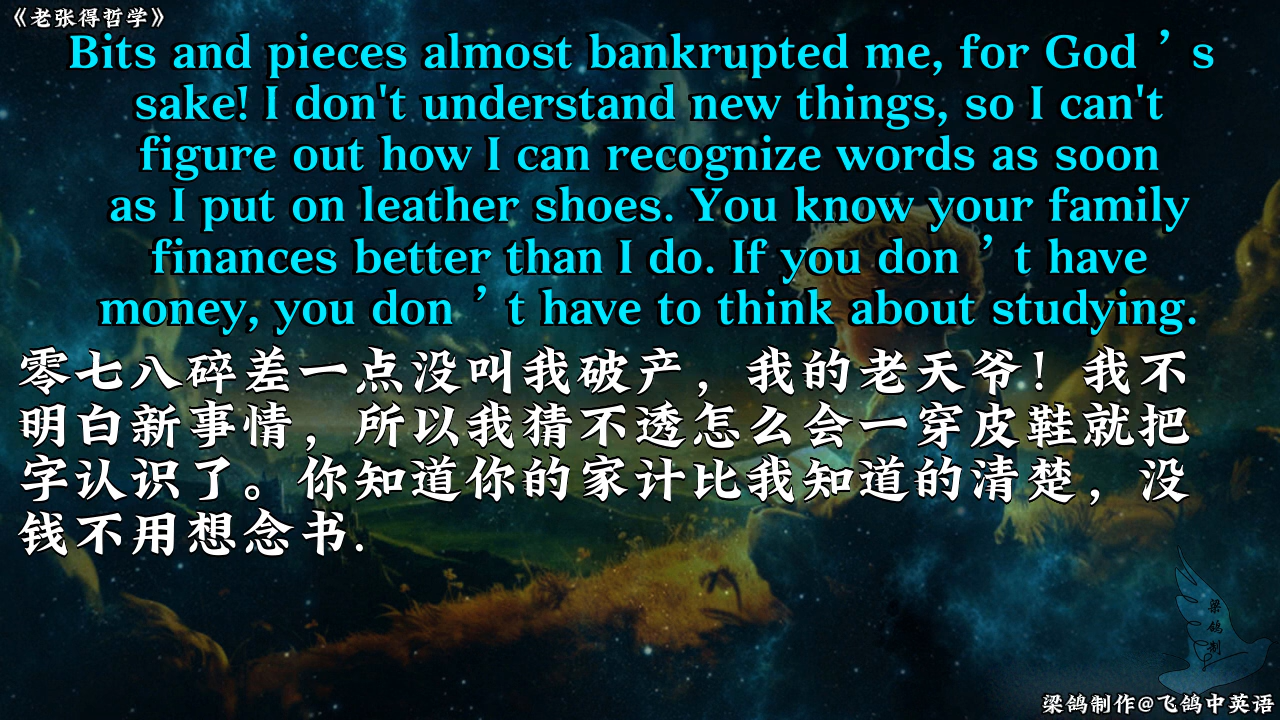 《老张得哲学》
Bits and pieces almost bankrupted me, for God ’ s
sake! I don't understand new things, so I can't
figure out how I can recognize words as soon
as I put on leather shoes. You know your family
finances better than I do. If you don ’ t have
money, you don ’ t have to think about studying.
零七八碎差一点没叫我破产，我的老天爷！我不
明白新事情，所以我猜不透怎么会一穿皮鞋就把
字认识了。你知道你的家计比我知道的清楚，没
钱不用想念书.
梁鸽制
梁鸽制作@飞鸽中英语